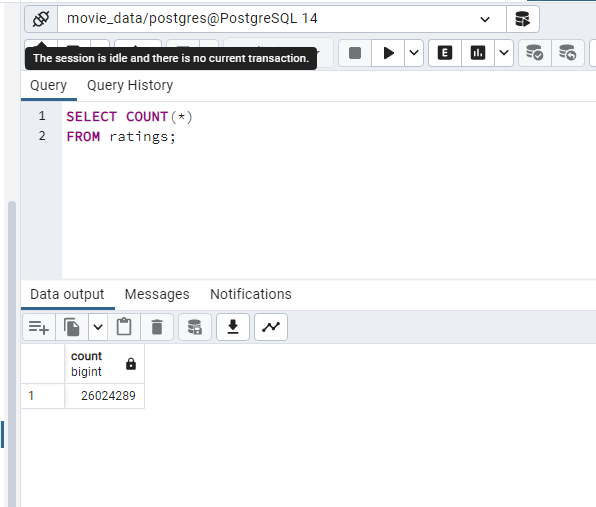 movie_data/postgres@PostgreSQL 14
The session is idle and there is no current transaction.
E
Query Query History
1 SELECT COUNT(*)
2 FROM ratings;
Data output Messages Notifications
count
bigint
1 26024289